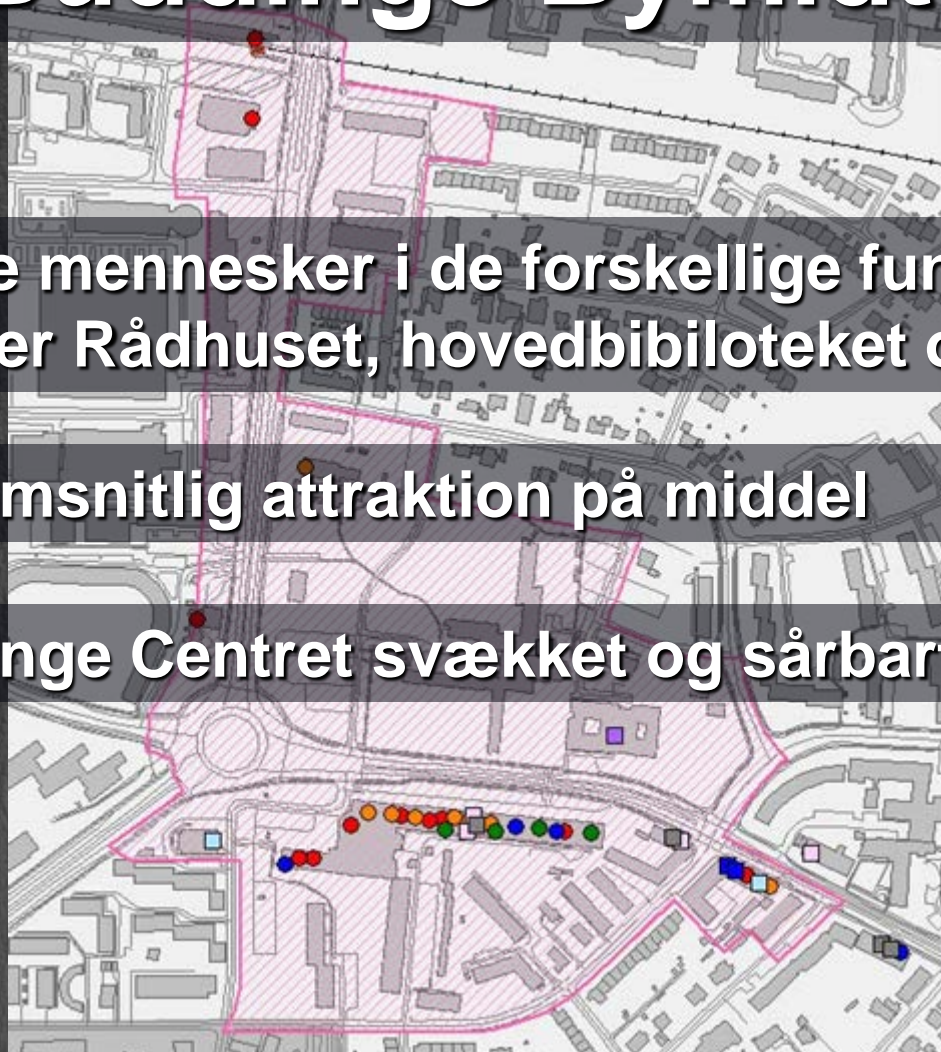 e mennesker i de forskellige fun
er Rådhuset, hovedbibiloteket o
msnitlig attraktion på middel
nge Centret svækket og sårbart